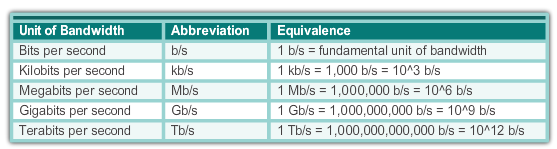 Unit of Bandwidth Abbreviation Equivalence
Bits per second b/s 1 b/s = fundamental unit of bandwidth
Kilobits per second kb/s 1 kb/s = 1,000 b/s = 10^3 b/s
Megabits per second Mb/s 1 Mb/s = 1,000,000 b/s = 10^6 b/s
Gigabits per second Gb/s 1 Gb/s = 1,000,000,000 b/s = 10^9 b/s
Terabits per second Tb/s 1 Tb/s = 1,000,000,000,000 b/s = 10^12 b/s